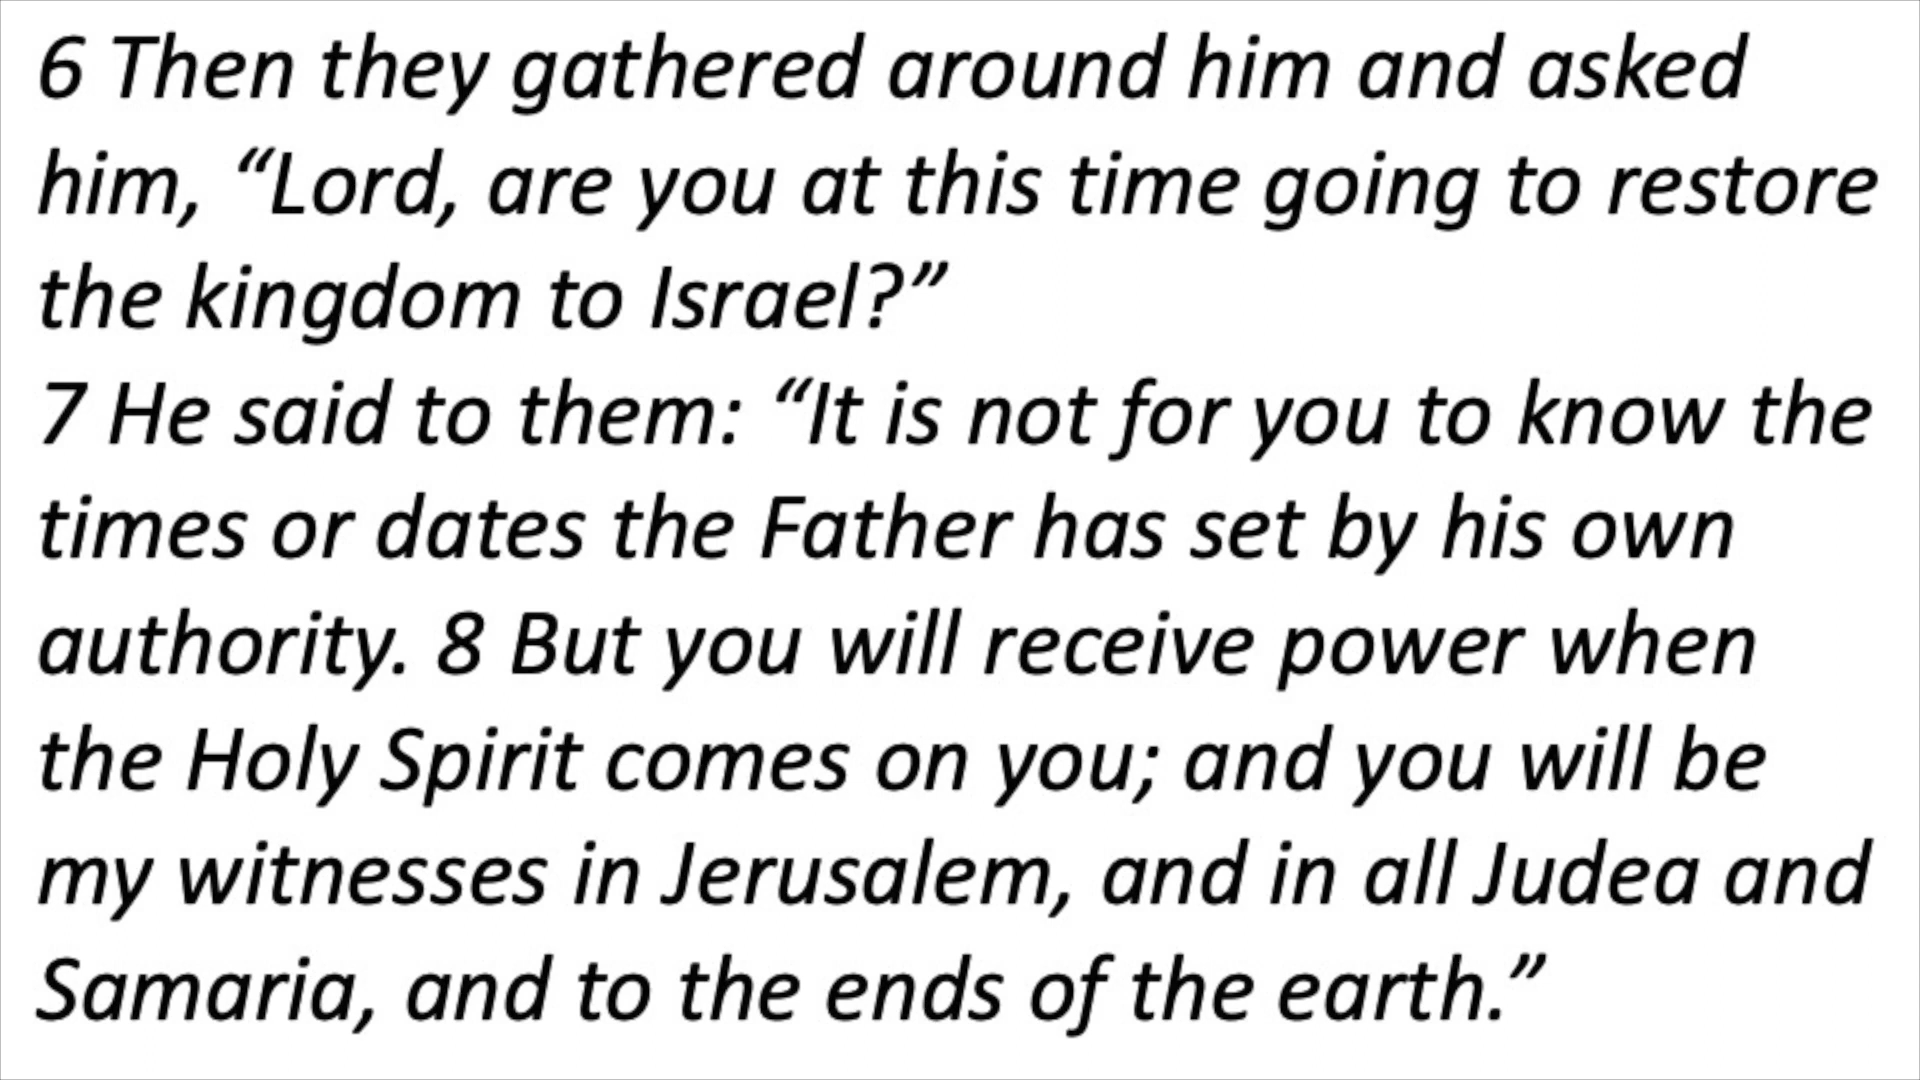 6 Then they gathered around him and asked
him, “Lord, are you at this time going to restore
the kingdom to Israel?”
7 He said to them: “It is not for you to know the
times or dates the Father has set by his own
authority. 8 But you will receive power when
the Holy Spirit comes on you; and you will be
my witnesses in Jerusalem, and in all Judea and
Samaria, and to the ends of the earth.”